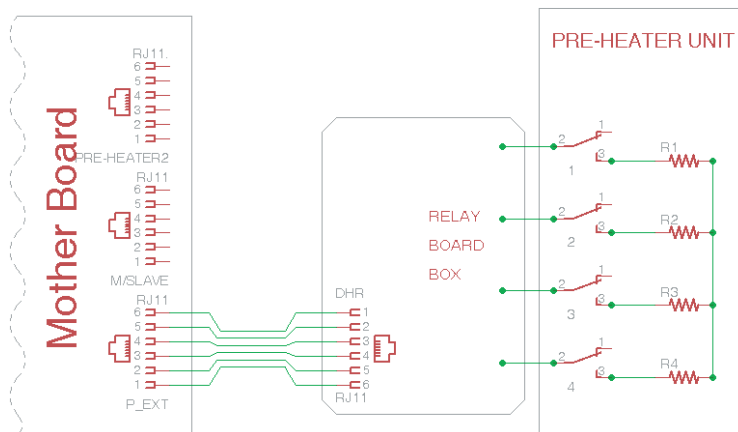 Mother Board
RJ11.
6
5
4
3
2
1
PRE-HEATER2
RJ11
6
5
4
3
2
1
M/SLAVE
RJ11
6
5
4
3
2
1
P_EXT
DHR
1
2
3
4
5
6
RJ11
RELAY
BOARD
BOX
PRE-HEATER UNIT
2 1
3
1
R1
2 1
3
2
R2
2 1
3
3
R3
2 1
3
4
R4